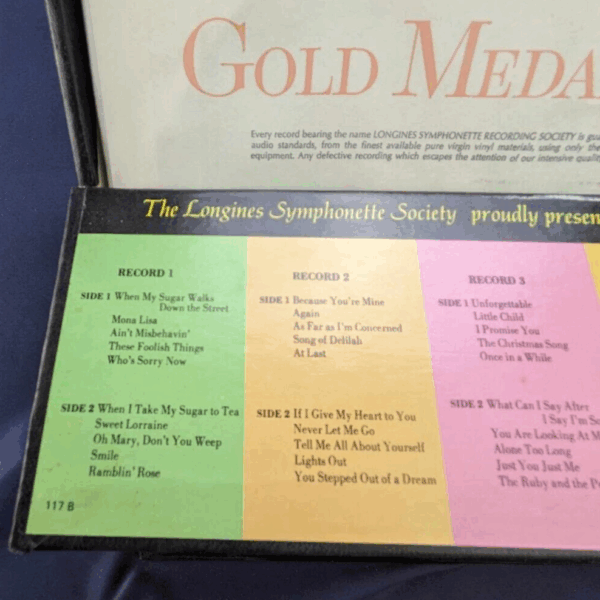 GOLD MEDA
Every record bearing the name LONGINES SYMPHONETTE RECORDING SOCIETY is gua
audio standards, from the finest available pure virgin vinyl materials, using only the
equipment. Any defective recording which escapes the attention of our intensive qualit
The Longines Symphonette Society proudly presen
RECORD 1
SIDE 1 When My Sugar Walks
Down the Street
Mona Lisa
Ain't Misbehavin'
These Foolish Things
Who's Sorry Now
SIDE 2 When I Take My Sugar to Tea
Sweet Lorraine
Oh Mary, Don't You Weep
Smile
Ramblin' Rose
117 B
RECORD 2
SIDE 1 Because You're Mine
Again
As Far as I'm Concerned
Song of Delilah
At Last
SIDE 2 If I Give My Heart to You
Never Let Me Go
Tell Me All About Yourself
Lights Out
You Stepped Out of a Dream
RECORD 3
SIDE 1 Unforgettable
Little Child
I Promise You
The Christmas Song
Once in a While
SIDE 2 What Can I Say After
I Say I'm So
You Are Looking At M
Alone Too Long
Just You Just Me
The Ruby and the P